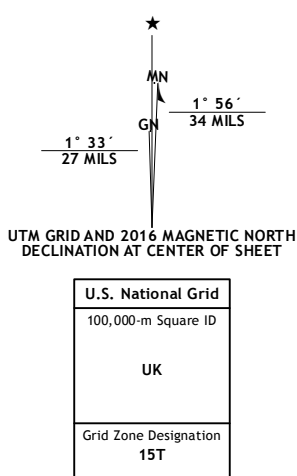 ★
MN
1° 56´
34 MILS
GN
1° 33´
27 MILS
UTM GRID AND 2016 MAGNETIC NORTH
DECLINATION AT CENTER OF SHEET
U.S. National Grid
100,000-m Square ID
UK
Grid Zone Designation
15T